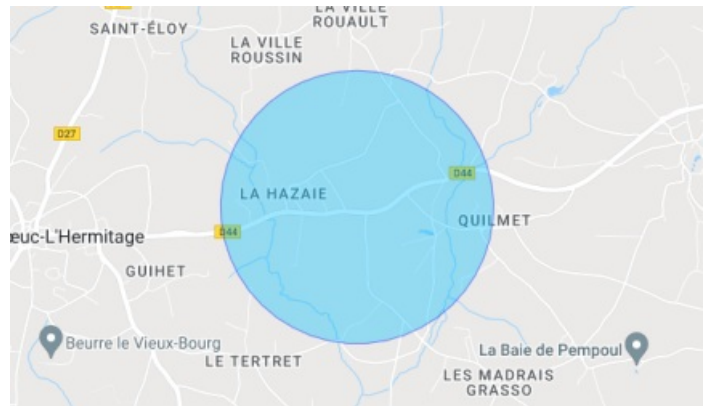 LA VILLE
ROUAULT
SAINT-ÉLOY
LA VILLE
ROUSSIN
D27
D44
LA HAZAIE
QUILMET
D44
œuc-L'Hermitage
GUIHET
Beurre le Vieux-Bourg
La Baie de Pempoul
LE TERTRET
LES MADRAIS
GRASSO